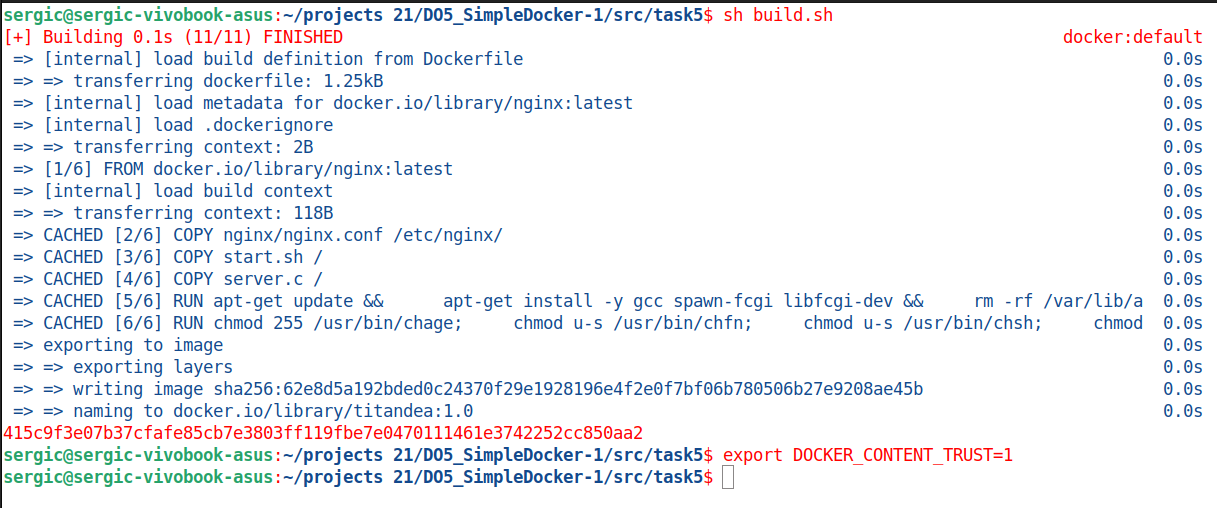 sergic@sergic-vivobook-asus:~/projects 21/DO5_SimpleDocker-1/src/task5$ sh build.sh
[+] Building 0.1s (11/11) FINISHED docker:default
=> [internal] load build definition from Dockerfile 0.0s
=> => transferring dockerfile: 1.25kB 0.0s
=> [internal] load metadata for docker.io/library/nginx:latest 0.0s
=> [internal] load .dockerignore 0.0s
=> => transferring context: 2B 0.0s
=> [1/6] FROM docker.io/library/nginx:latest 0.0s
=> [internal] load build context 0.0s
=> => transferring context: 118B 0.0s
=> CACHED [2/6] COPY nginx/nginx.conf /etc/nginx/ 0.0s
=> CACHED [3/6] COPY start.sh / 0.0s
=> CACHED [4/6] COPY server.c / 0.0s
=> CACHED [5/6] RUN apt-get update && apt-get install -y gcc spawn-fcgi libfcgi-dev && rm -rf /var/lib/a 0.0s
=> CACHED [6/6] RUN chmod 255 /usr/bin/chage; chmod u-s /usr/bin/chfn; chmod u-s /usr/bin/chsh; chmod 0.0s
=> exporting to image 0.0s
=> => exporting layers 0.0s
=> => writing image sha256:62e8d5a192bded0c24370f29e1928196e4f2e0f7bf06b780506b27e9208ae45b 0.0s
=> => naming to docker.io/library/titandea:1.0 0.0s
415c9f3e07b37cfafe85cb7e3803ff119fbe7e0470111461e3742252cc850aa2
sergic@sergic-vivobook-asus:~/projects 21/DO5_SimpleDocker-1/src/task5$ export DOCKER_CONTENT_TRUST=1
sergic@sergic-vivobook-asus:~/projects 21/DO5_SimpleDocker-1/src/task5$